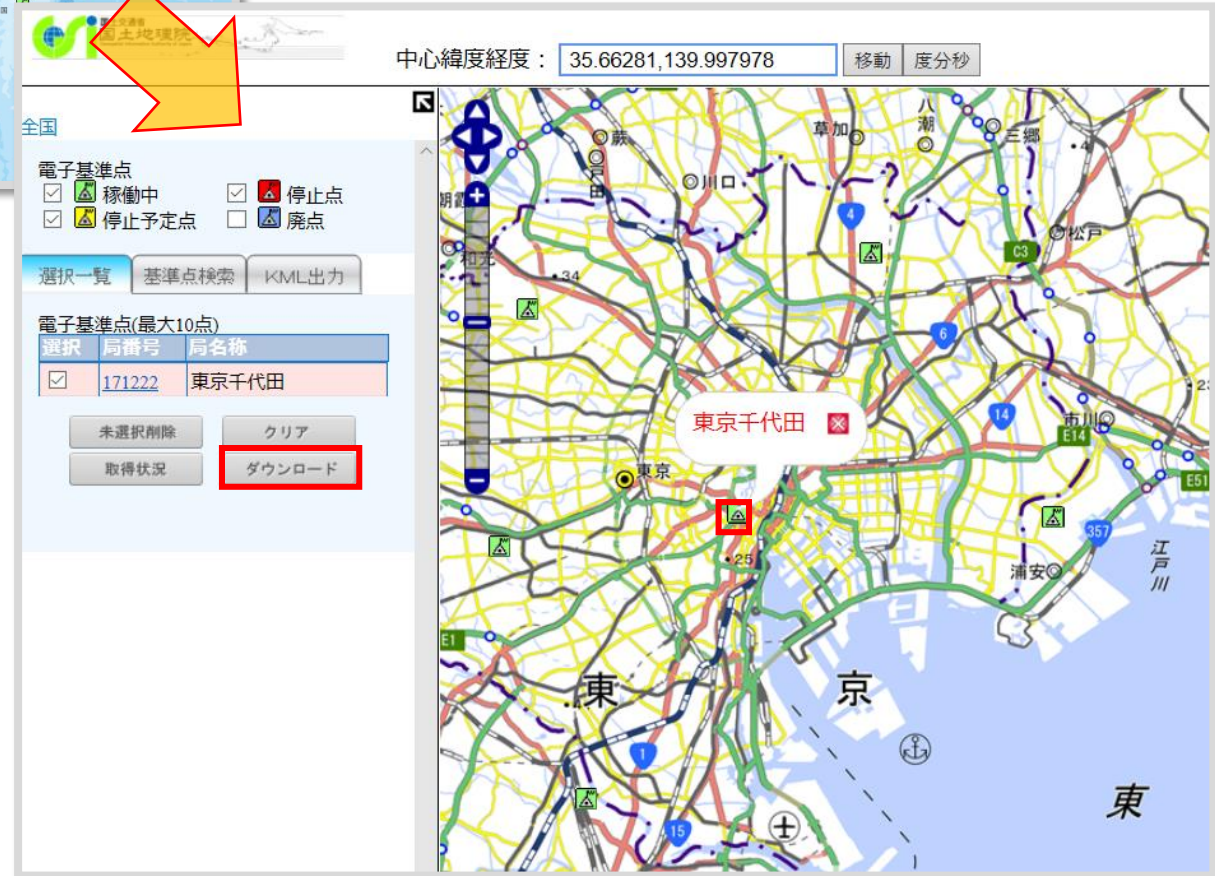 国土交通省
国土地理院
中心緯度経度： 35.66281,139.997978 移動 度分秒
全国
電子基準点
稼働中 停止点
停止予定点 廃点
選択一覧 基準点検索 KML出力
電子基準点(最大10点)
選択 局番号 局名称
171222 東京千代田
未選択削除 クリア
取得状況 ダウンロード
蕨
戸田
草加
八潮
三郷
川口
朝霞
4
松戸
和光
34
C3
6
東京千代田
14
市川
E14
東京
E51
357
25
浦安
江戸川
E1
東
京
1
東
15